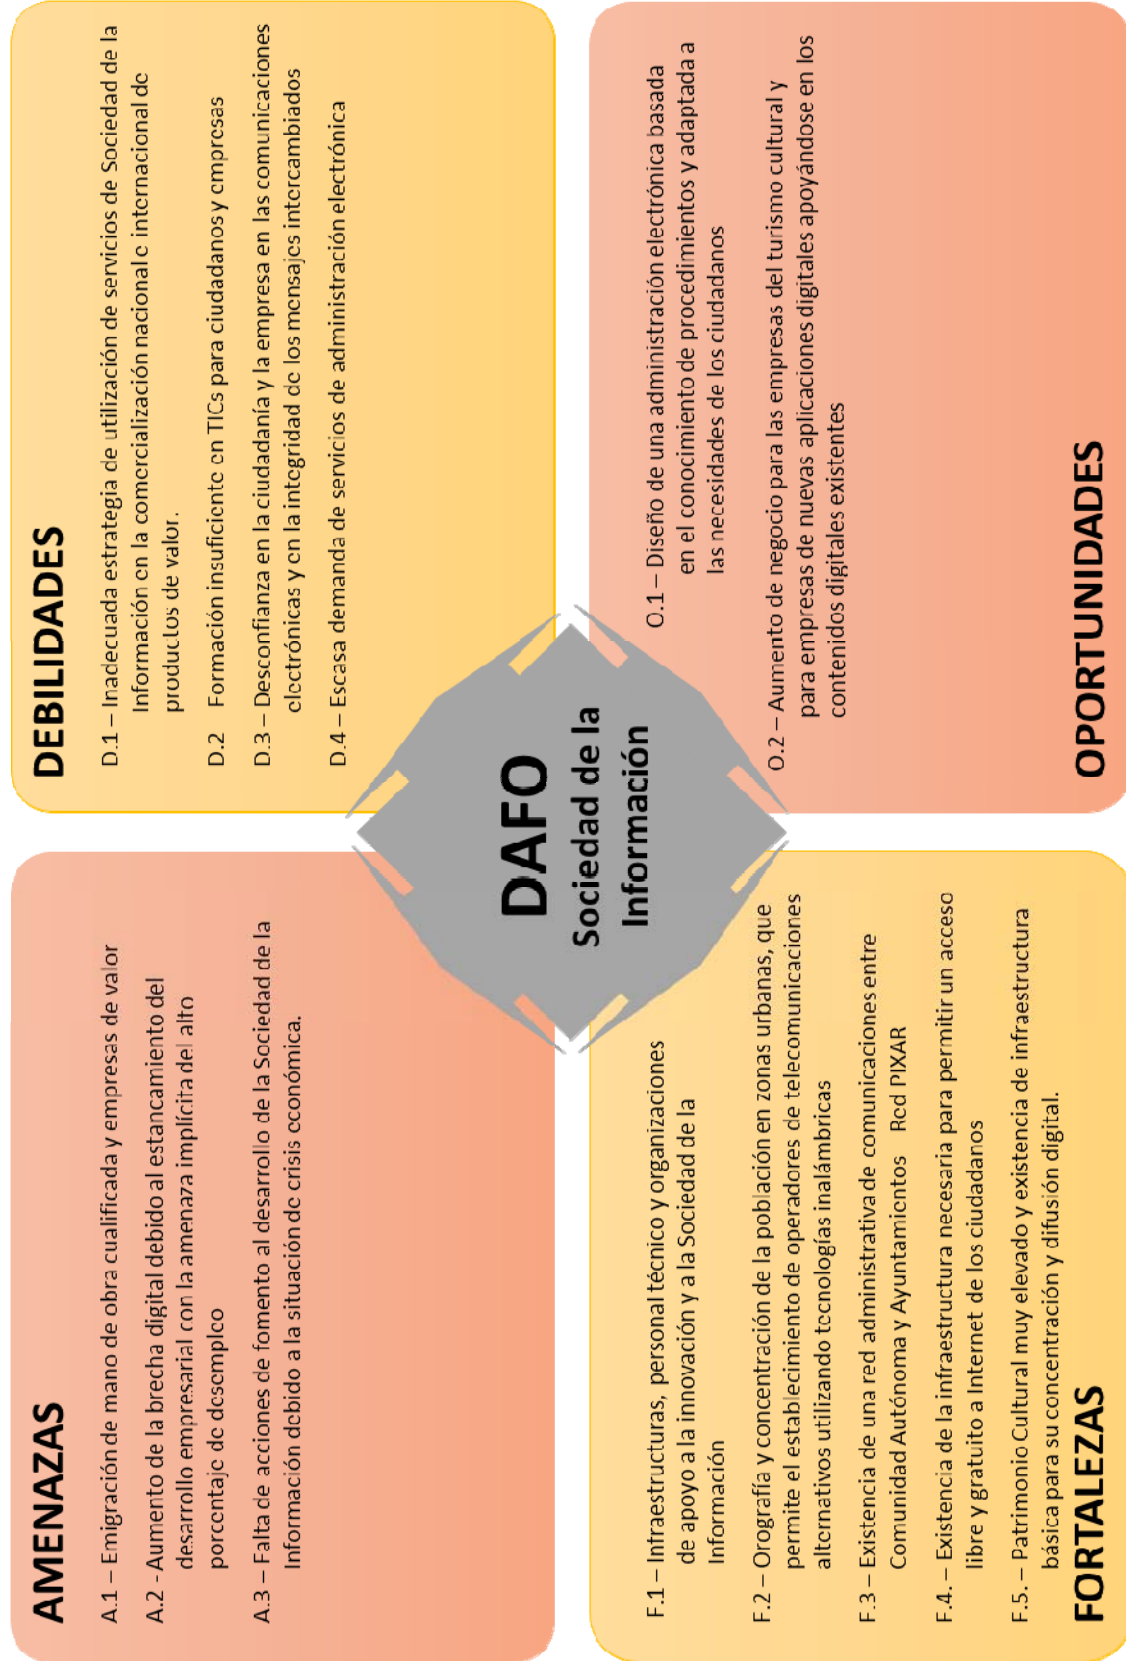 AMENAZAS
A.1 – Emigración de mano de obra cualificada y empresas de valor
A.2 - Aumento de la brecha digital debido al estancamiento del
desarrollo empresarial con la amenaza implícita del alto
porcentaje de desempleo
A.3 – Falta de acciones de fomento al desarrollo de la Sociedad de la
Información debido a la situación de crisis económica.
DEBILIDADES
D.1 – Inadecuada estrategia de utilización de servicios de Sociedad de la
Información en la comercialización nacional e internacional de
productos de valor.
D.2 Formación insuficiente en TICs para ciudadanos y empresas
D.3 – Desconfianza en la ciudadanía y la empresa en las comunicaciones
electrónicas y en la integridad de los mensajes intercambiados
D.4 – Escasa demanda de servicios de administración electrónica
DAFO
Sociedad de la
Información
F.1 – Infraestructuras, personal técnico y organizaciones
de apoyo a la innovación y a la Sociedad de la
Información
F.2 – Orografía y concentración de la población en zonas urbanas, que
permite el establecimiento de operadores de telecomunicaciones
alternativos utilizando tecnologías inalámbricas
F.3 – Existencia de una red administrativa de comunicaciones entre
Comunidad Autónoma y Ayuntamientos Red PIXAR
F.4. – Existencia de la infraestructura necesaria para permitir un acceso
libre y gratuito a Internet de los ciudadanos
F.5. – Patrimonio Cultural muy elevado y existencia de infraestructura
básica para su concentración y difusión digital.
FORTALEZAS
O.1 – Diseño de una administración electrónica basada
en el conocimiento de procedimientos y adaptada a
las necesidades de los ciudadanos
O.2 – Aumento de negocio para las empresas del turismo cultural y
para empresas de nuevas aplicaciones digitales apoyándose en los
contenidos digitales existentes
OPORTUNIDADES